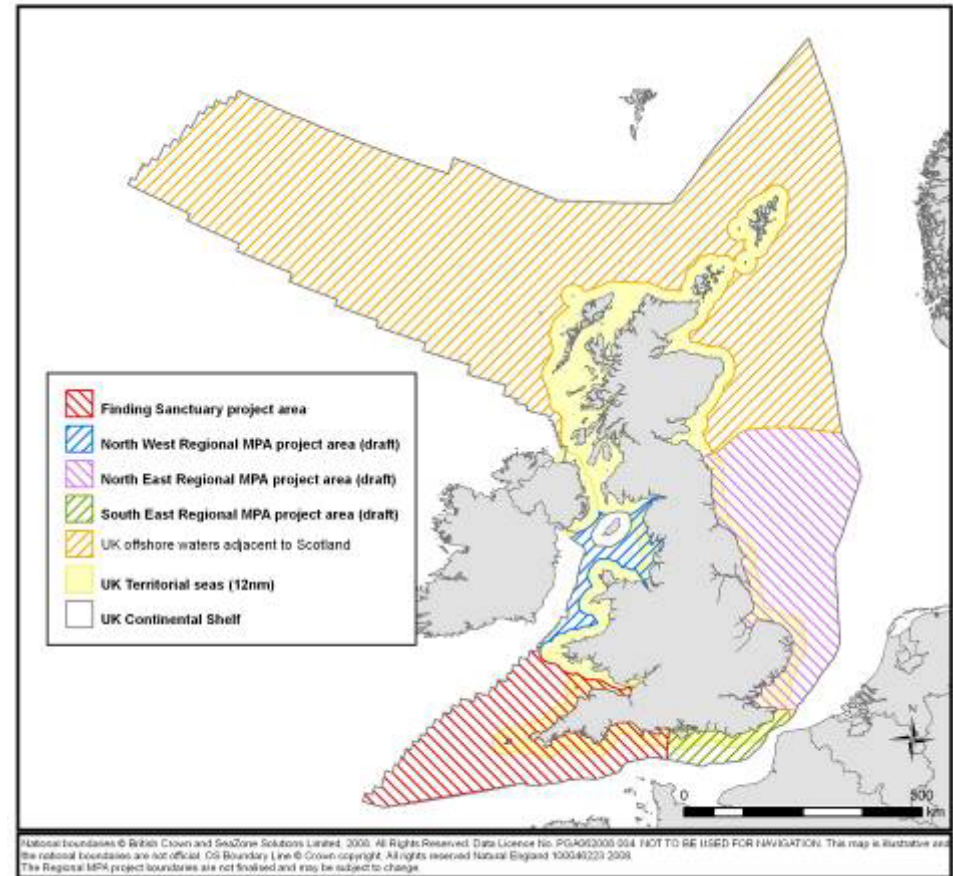 Finding Sanctuary project area
North West Regional MPA project area (draft)
North East Regional MPA project area (draft)
South East Regional MPA project area (draft)
UK offshore waters adjacent to Scotland
UK Territorial seas (12nm)
UK Continental Shelf
N
0 500
km
National boundaries © British Crown and SeaZone Solutions Limited, 2008. All Rights Reserved. Data Licence No. NOT TO BE USED FOR NAVIGATION. This map is illustrative and
the national boundaries are not official. OS Boundary Line © Crown copyright. All rights reserved Natural England 100046223 2008.
The Regional MPA project boundaries are not finalised and may be subject to change.